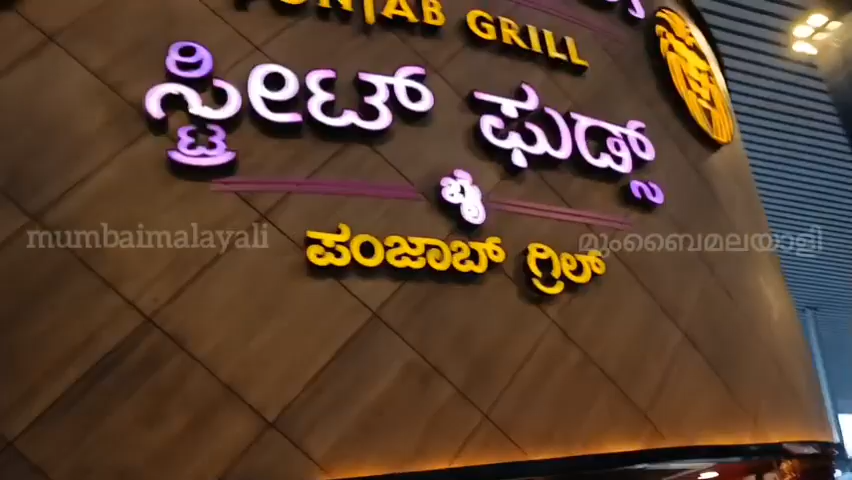 PUNJAB GRILL
ಸ್ಟ್ರೀಟ್ ಫುಡ್ಸ್
ಬೈ
ಪಂಜಾಬ್ ಗ್ರಿಲ್
mumbaimalayali
മുംബൈമലയാളി